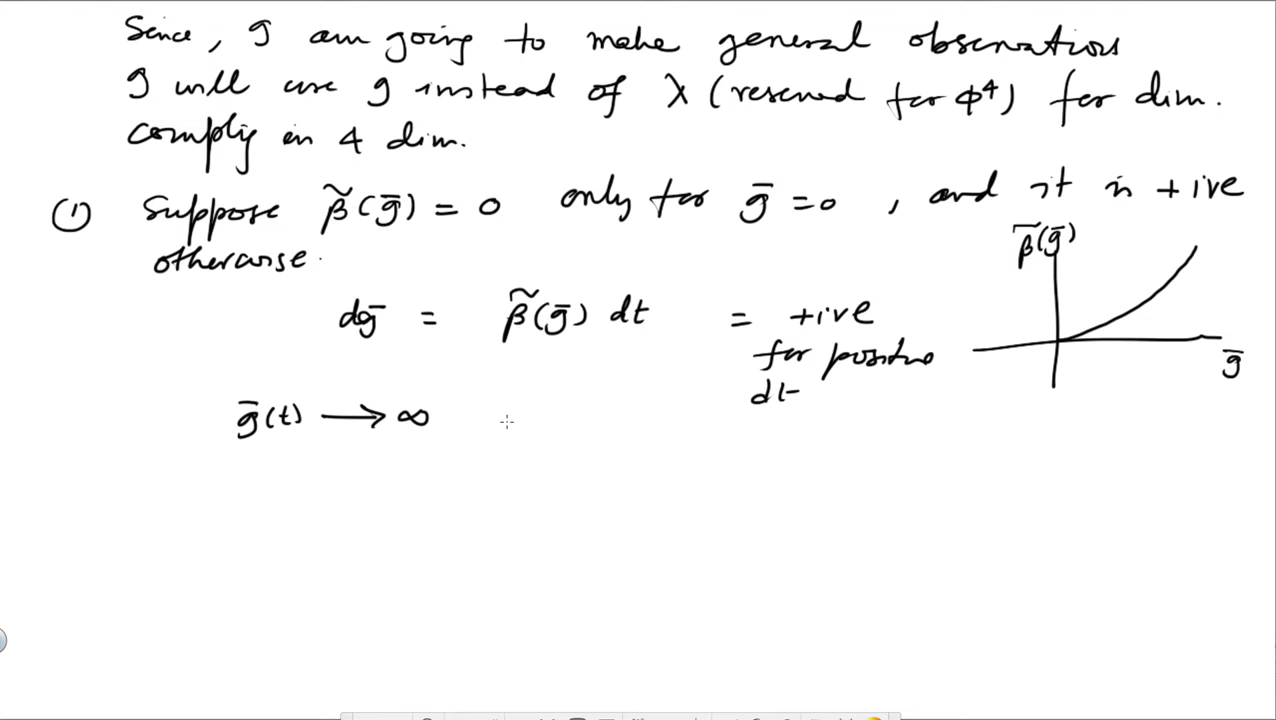 Since, I am going to make general observations
I will use g instead of λ (reserved for φ⁴) for dim.
coupling in 4 dim.
(1) Suppose β̃(ḡ) = 0 only for ḡ = 0, and it is +ive
otherwise.
β̃(ḡ)
dḡ = β̃(ḡ) dt = +ive
for positive
ḡ
dt
ḡ(t) ⟶ ∞